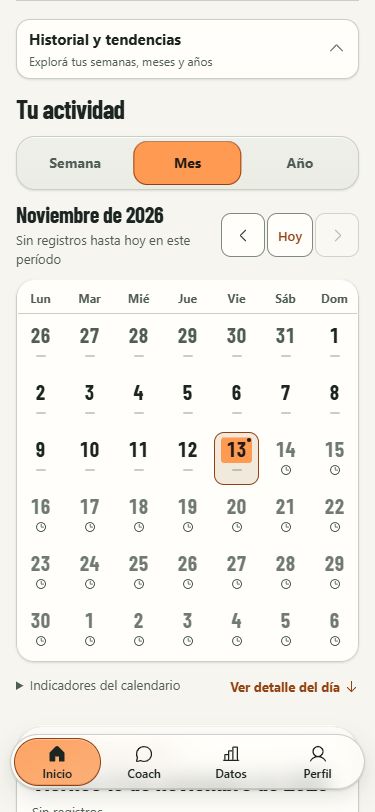 Historial y tendencias
Explorá tus semanas, meses y años
Tu actividad
Semana Mes Año
Noviembre de 2026
Sin registros hasta hoy en este
período
Hoy
Lun Mar Mié Jue Vie Sáb Dom
26 27 28 29 30 31 1
2 3 4 5 6 7 8
9 10 11 12 13 14 15
16 17 18 19 20 21 22
23 24 25 26 27 28 29
30 1 2 3 4 5 6
Indicadores del calendario
Ver detalle del día
Inicio Coach Datos Perfil
Sin registros